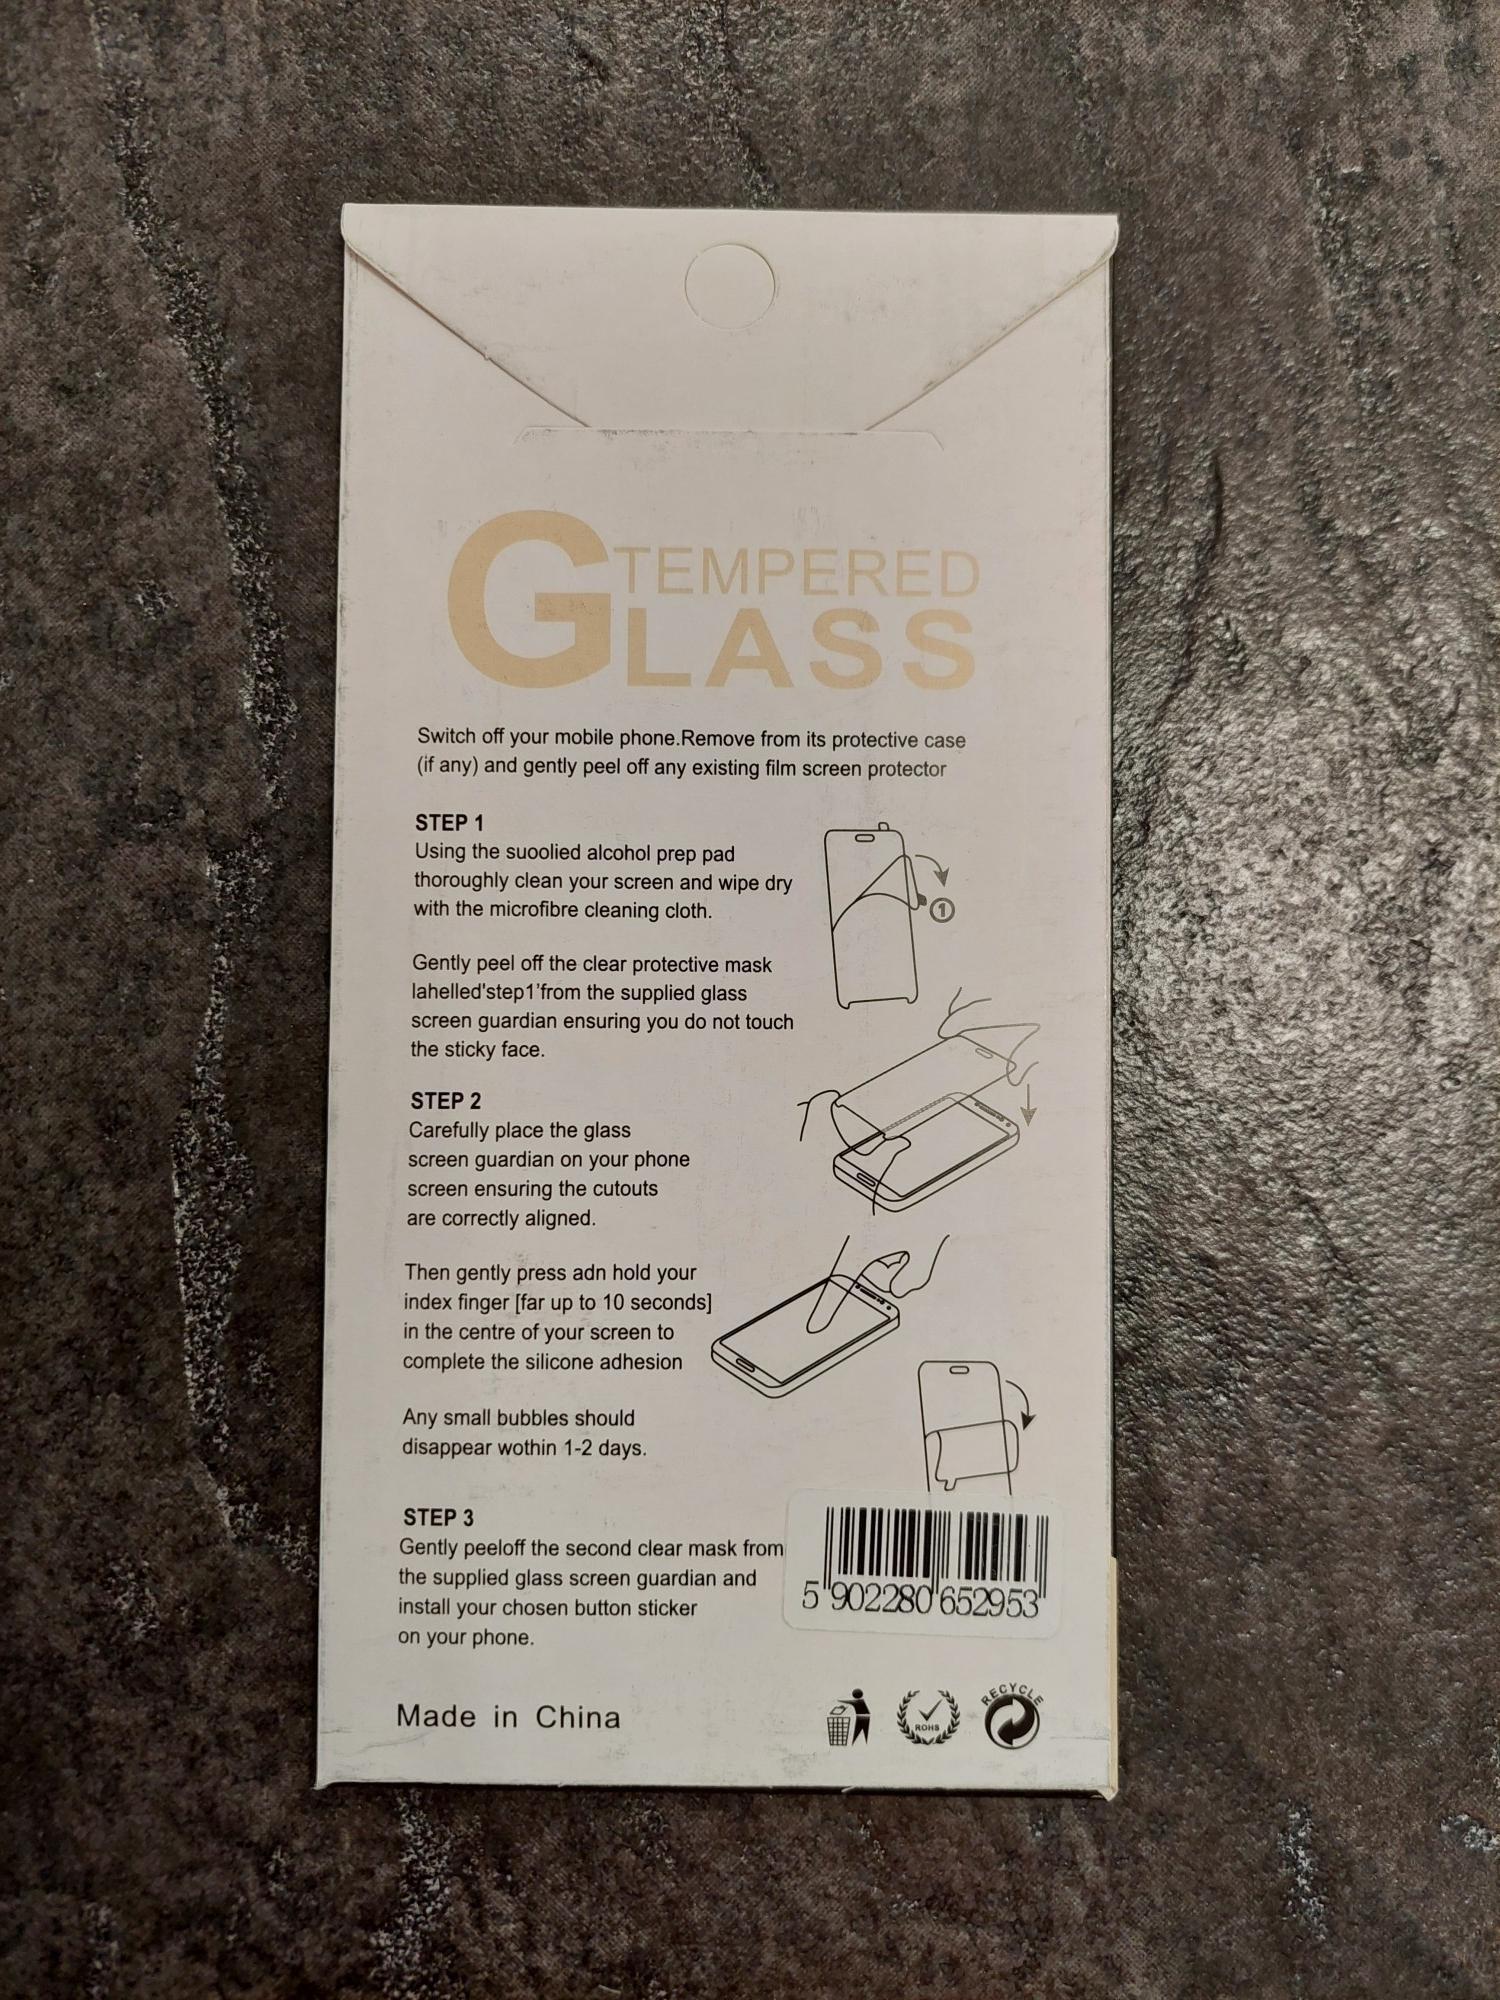 TEMPERED
GLASS
Switch off your mobile phone.Remove from its protective case
(if any) and gently peel off any existing film screen protector
STEP 1
Using the suoolied alcohol prep pad
thoroughly clean your screen and wipe dry
with the microfibre cleaning cloth.
Gently peel off the clear protective mask
lahelled'step1'from the supplied glass
screen guardian ensuring you do not touch
the sticky face.
1
STEP 2
Carefully place the glass
screen guardian on your phone
screen ensuring the cutouts
are correctly aligned.
Then gently press adn hold your
index finger [far up to 10 seconds]
in the centre of your screen to
complete the silicone adhesion
Any small bubbles should
disappear wothin 1-2 days.
STEP 3
Gently peeloff the second clear mask from
the supplied glass screen guardian and
install your chosen button sticker
on your phone.
5 902280 652953
Made in China
ROHS
RECYCLE